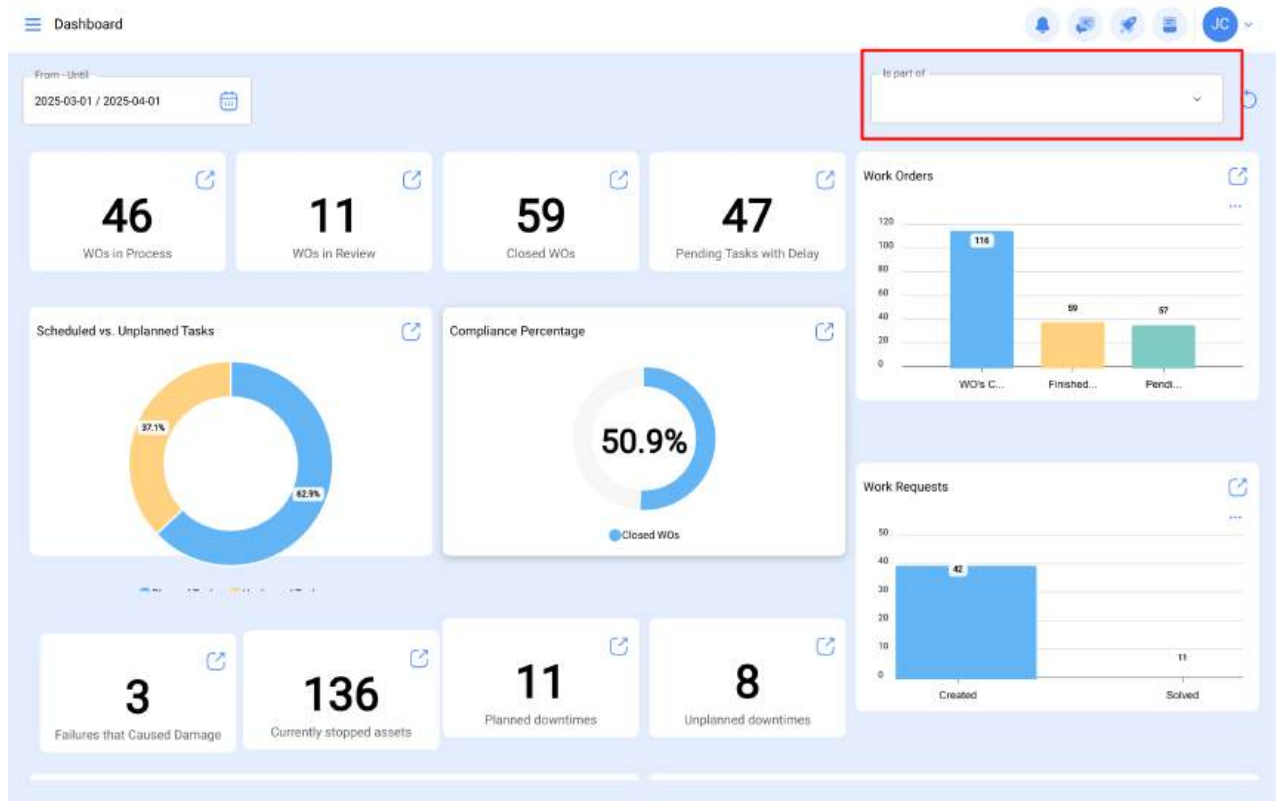 Dashboard
JC
From - Until
2025-03-01 / 2025-04-01
Is part of
46
WOs in Process
11
WOs in Review
59
Closed WOs
47
Pending Tasks with Delay
Work Orders
120
100
80
60
40
20
0
116
59
57
WO's C...
Finished...
Pendi...
Scheduled vs. Unplanned Tasks
37.1%
62.9%
Compliance Percentage
50.9%
Closed WOs
Work Requests
50
40
30
20
10
0
42
11
Created
Solved
3
Failures that Caused Damage
136
Currently stopped assets
11
Planned downtimes
8
Unplanned downtimes